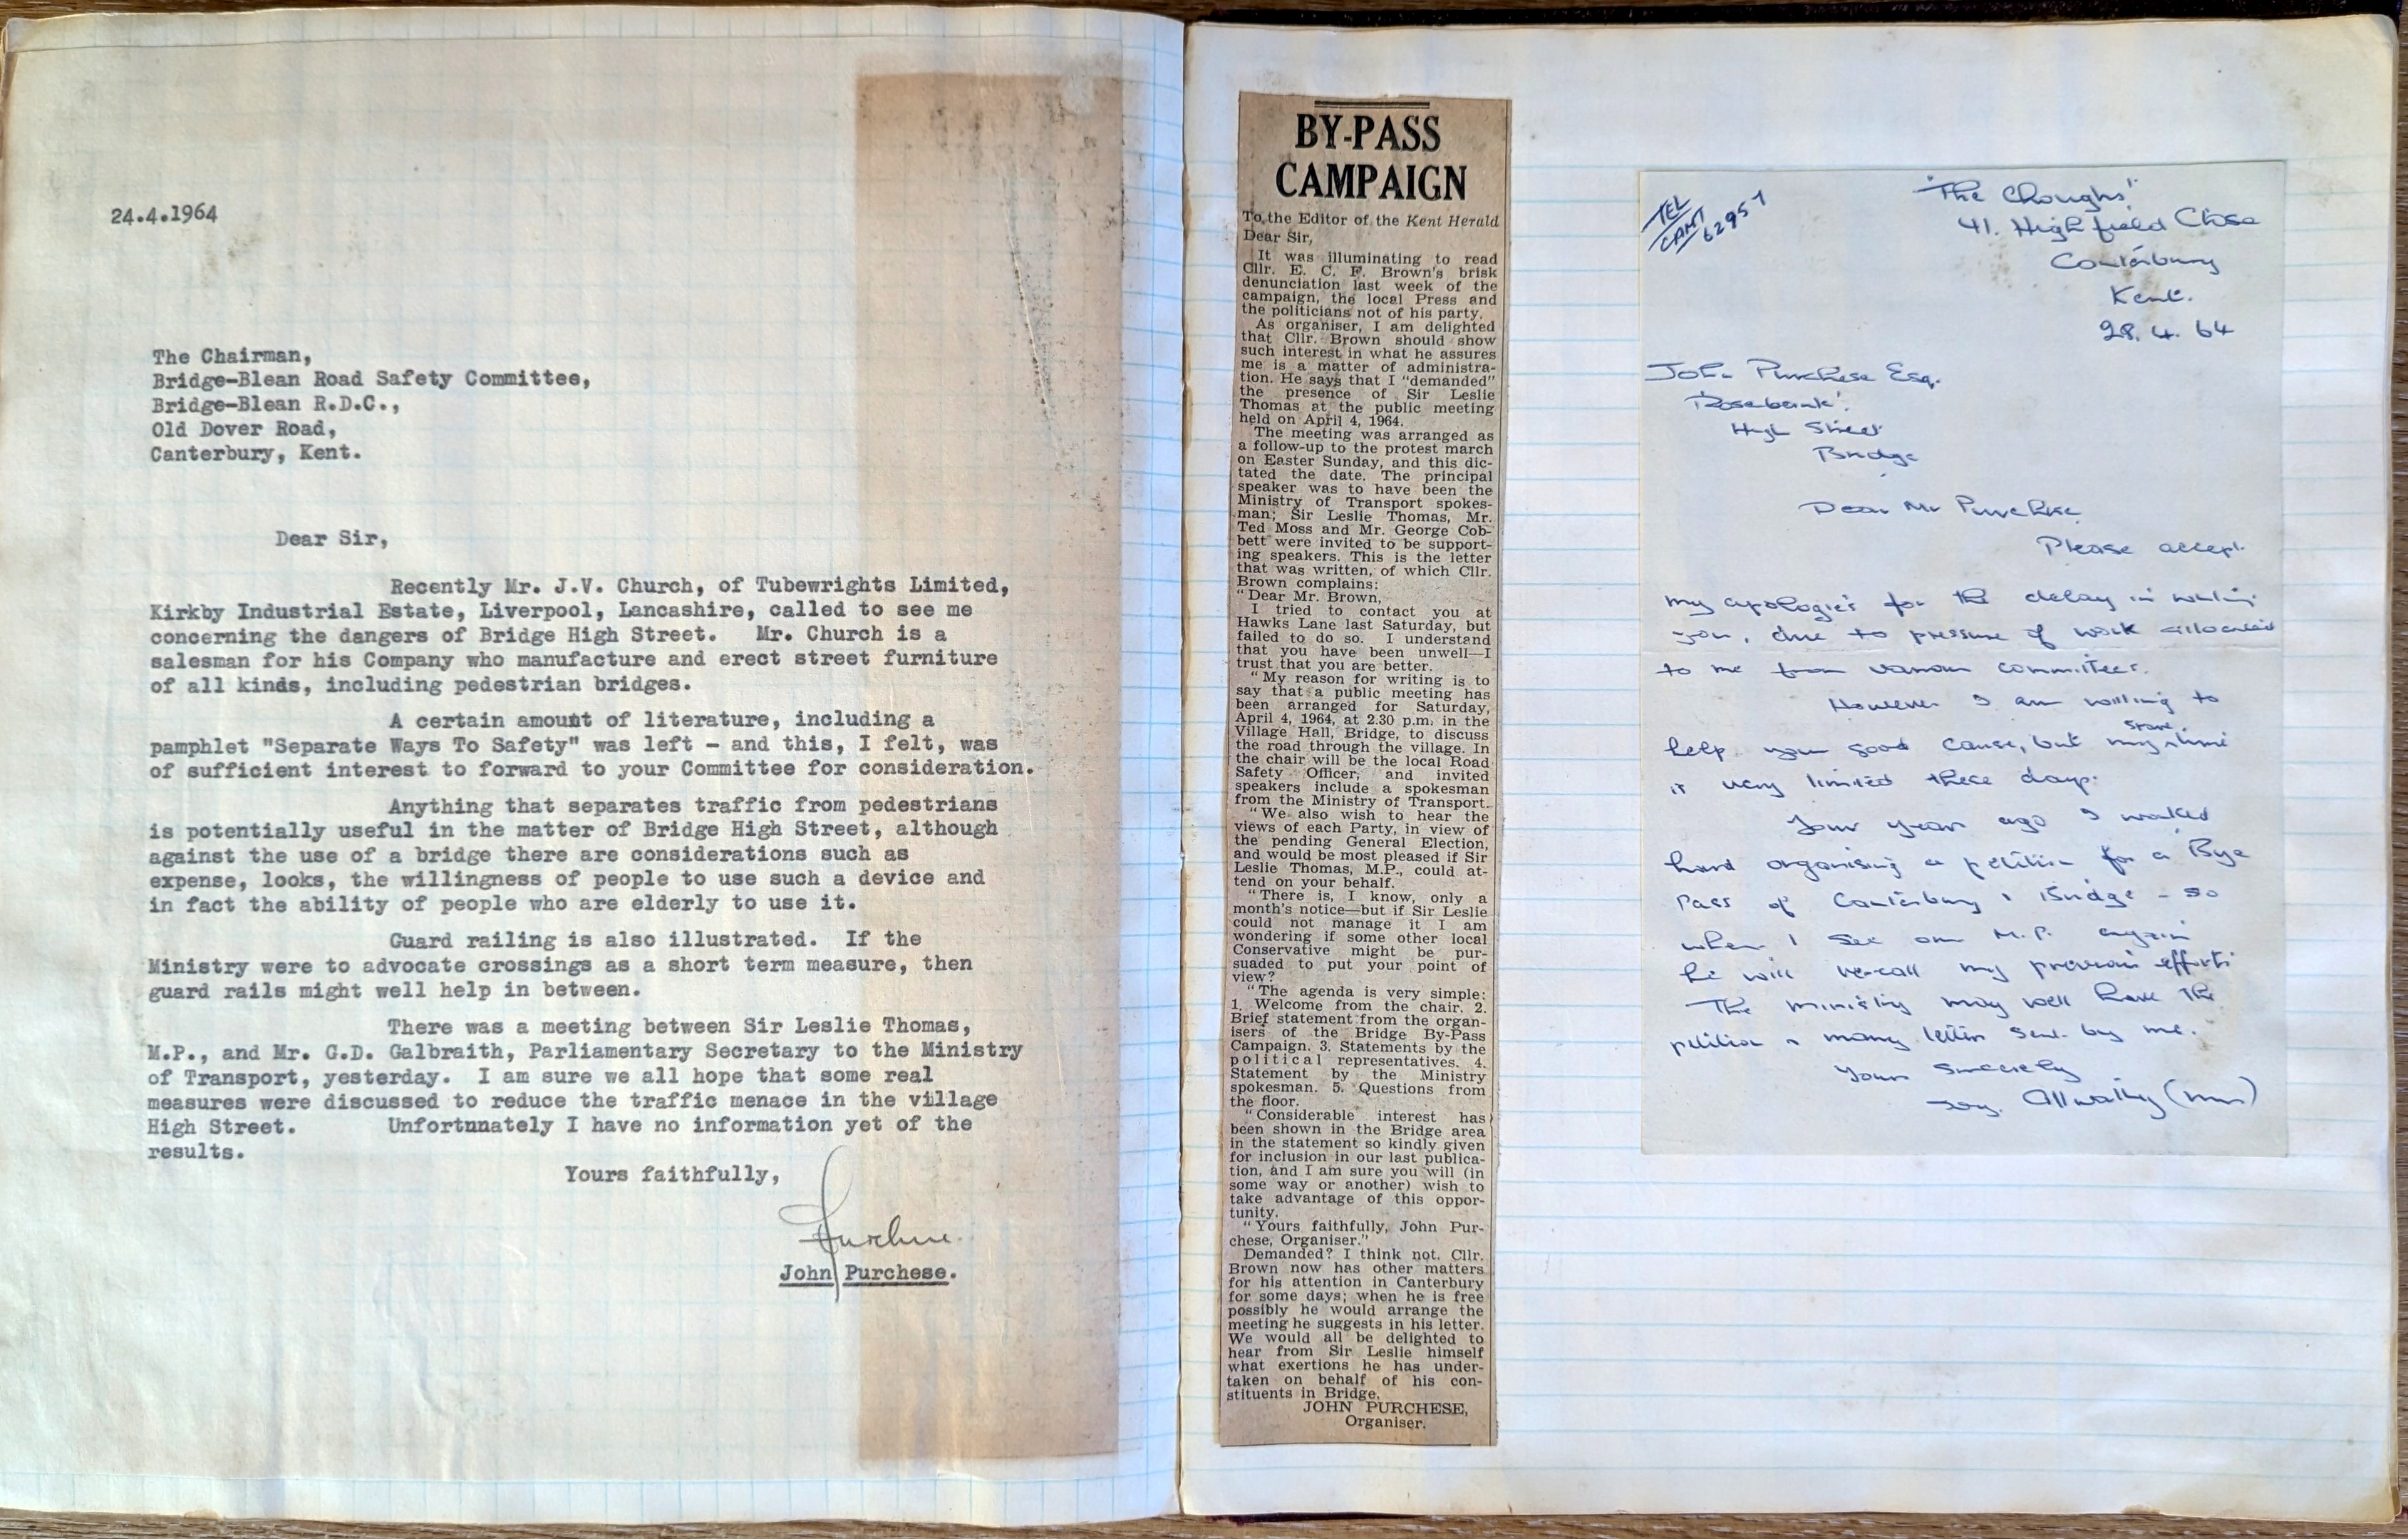 24.4.1964
The Chairman,
Bridge-Blean Road Safety Committee,
Bridge-Blean R.D.C.,
Old Dover Road,
Canterbury, Kent.
Dear Sir,
Recently Mr. J.V. Church, of Tubewrights Limited,
Kirkby Industrial Estate, Liverpool, Lancashire, called to see me
concerning the dangers of Bridge High Street. Mr. Church is a
salesman for his Company who manufacture and erect street furniture
of all kinds, including pedestrian bridges.
A certain amount of literature, including a
pamphlet "Separate Ways To Safety" was left - and this, I felt, was
of sufficient interest to forward to your Committee for consideration.
Anything that separates traffic from pedestrians
is potentially useful in the matter of Bridge High Street, although
against the use of a bridge there are considerations such as
expense, looks, the willingness of people to use such a device and
in fact the ability of people who are elderly to use it.
Guard railing is also illustrated. If the
Ministry were to advocate crossings as a short term measure, then
guard rails might well help in between.
There was a meeting between Sir Leslie Thomas,
M.P., and Mr. G.D. Galbraith, Parliamentary Secretary to the Ministry
of Transport, yesterday. I am sure we all hope that some real
measures were discussed to reduce the traffic menace in the village
High Street. Unfortunately I have no information yet of the
results.
Yours faithfully,
Purchese
John Purchese.
BY-PASS
CAMPAIGN
To the Editor of the Kent Herald
Dear Sir,
It was illuminating to read
Cllr. E. C. F. Brown's brisk
denunciation last week of the
campaign, the local Press and
the politicians not of his party.
As organiser, I am delighted
that Cllr. Brown should show
such interest in what he assures
me is a matter of administra-
tion. He says that I "demanded"
the presence of Sir Leslie
Thomas at the public meeting
held on April 4, 1964.
The meeting was arranged as
a follow-up to the protest march
on Easter Sunday, and this dic-
tated the date. The principal
speaker was to have been the
Ministry of Transport spokes-
man; Sir Leslie Thomas, Mr.
Ted Moss and Mr. George Cob-
bett were invited to be support-
ing speakers. This is the letter
that was written, of which Cllr.
Brown complains:
"Dear Mr. Brown,
I tried to contact you at
Hawks Lane last Saturday, but
failed to do so. I understand
that you have been unwell—I
trust that you are better.
"My reason for writing is to
say that a public meeting has
been arranged for Saturday,
April 4, 1964, at 2.30 p.m. in the
Village Hall, Bridge, to discuss
the road through the village. In
the chair will be the local Road
Safety Officer, and invited
speakers include a spokesman
from the Ministry of Transport.
"We also wish to hear the
views of each Party, in view of
the pending General Election,
and would be most pleased if Sir
Leslie Thomas, M.P., could at-
tend on your behalf.
"There is, I know, only a
month's notice—but if Sir Leslie
could not manage it I am
wondering if some other local
Conservative might be per-
suaded to put your point of
view?
"The agenda is very simple:
1. Welcome from the chair. 2.
Brief statement from the organ-
isers of the Bridge By-Pass
Campaign. 3. Statements by the
political representatives. 4.
Statement by the Ministry
spokesman. 5. Questions from
the floor.
"Considerable interest has
been shown in the Bridge area
in the statement so kindly given
for inclusion in our last publica-
tion, and I am sure you will (in
some way or another) wish to
take advantage of this oppor-
tunity.
"Yours faithfully, John Pur-
chese, Organiser."
Demanded? I think not. Cllr.
Brown now has other matters
for his attention in Canterbury
for some days; when he is free
possibly he would arrange the
meeting he suggests in his letter.
We would all be delighted to
hear from Sir Leslie himself
what exertions he has under-
taken on behalf of his con-
stituents in Bridge.
JOHN PURCHESE,
Organiser.
TEL
CANT
62957
"The Choughs"
41. Highfield Close
Canterbury
Kent.
28. 4. 64
John Purchese Esq.
'Rosebank'.
High Street
Bridge
Dear Mr Purchese
Please accept
my apologies for the delay in writing
you, due to pressure of work allocated
to me from various committees.
However I am willing to
help your good cause, but my spare time
is very limited these days.
Four years ago I worked
hard organising a petition for a Bye
Pass of Canterbury & Bridge - so
when I see our M.P. again
he will re-call my previous efforts
The ministry may well have the
petition & many letters sent by me.
Yours sincerely
(mrs)